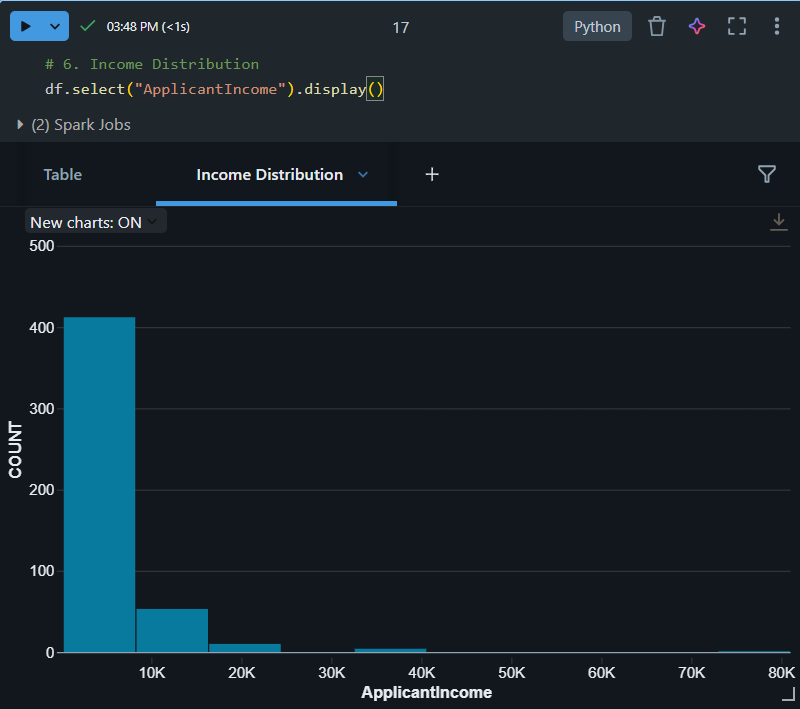 03:48 PM (<1s)
17
Python
# 6. Income Distribution
df.select("ApplicantIncome").display()
(2) Spark Jobs
Table
Income Distribution
+
New charts: ON
500
400
300
200
100
0
COUNT
10K 20K 30K 40K 50K 60K 70K 80K
ApplicantIncome